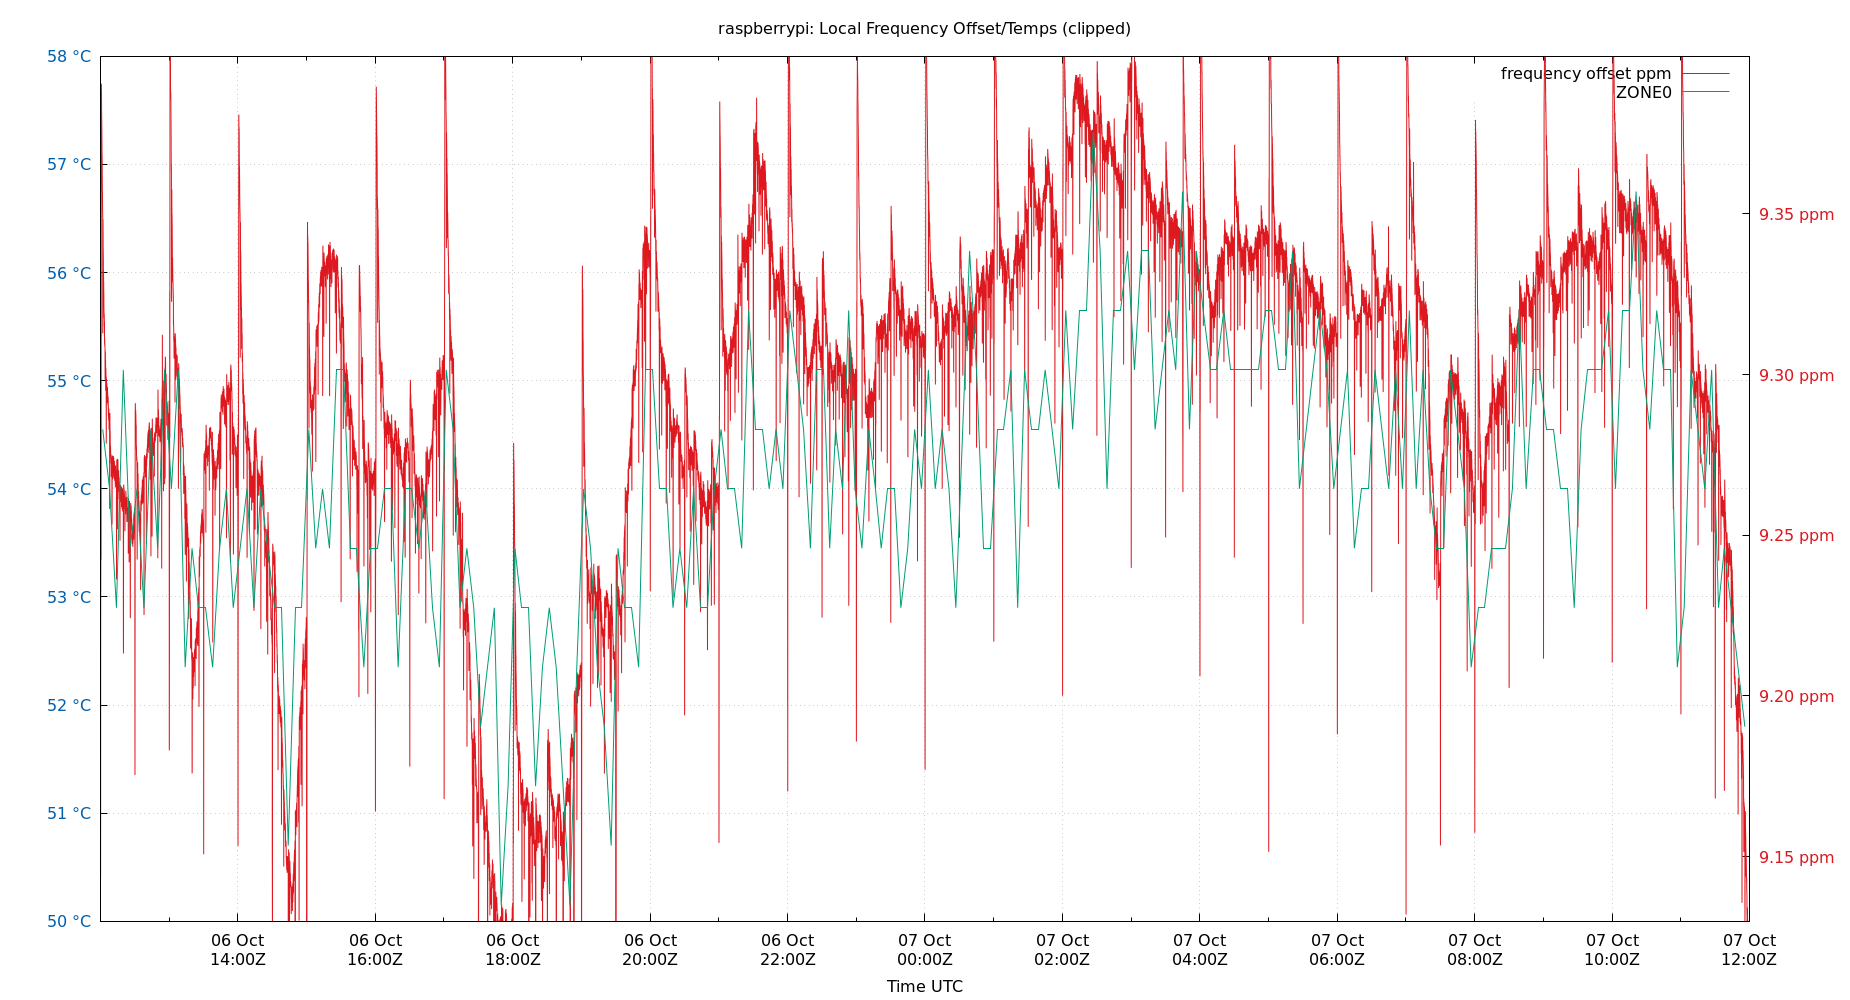 raspberrypi: Local Frequency Offset/Temps (clipped)
58 °C
57 °C
56 °C
55 °C
54 °C
53 °C
52 °C
51 °C
50 °C
frequency offset ppm
ZONE0
9.35 ppm
9.30 ppm
9.25 ppm
9.20 ppm
9.15 ppm
06 Oct 06 Oct 06 Oct 06 Oct 06 Oct 07 Oct 07 Oct 07 Oct 07 Oct 07 Oct 07 Oct 07 Oct
14:00Z 16:00Z 18:00Z 20:00Z 22:00Z 00:00Z 02:00Z 04:00Z 06:00Z 08:00Z 10:00Z 12:00Z
Time UTC